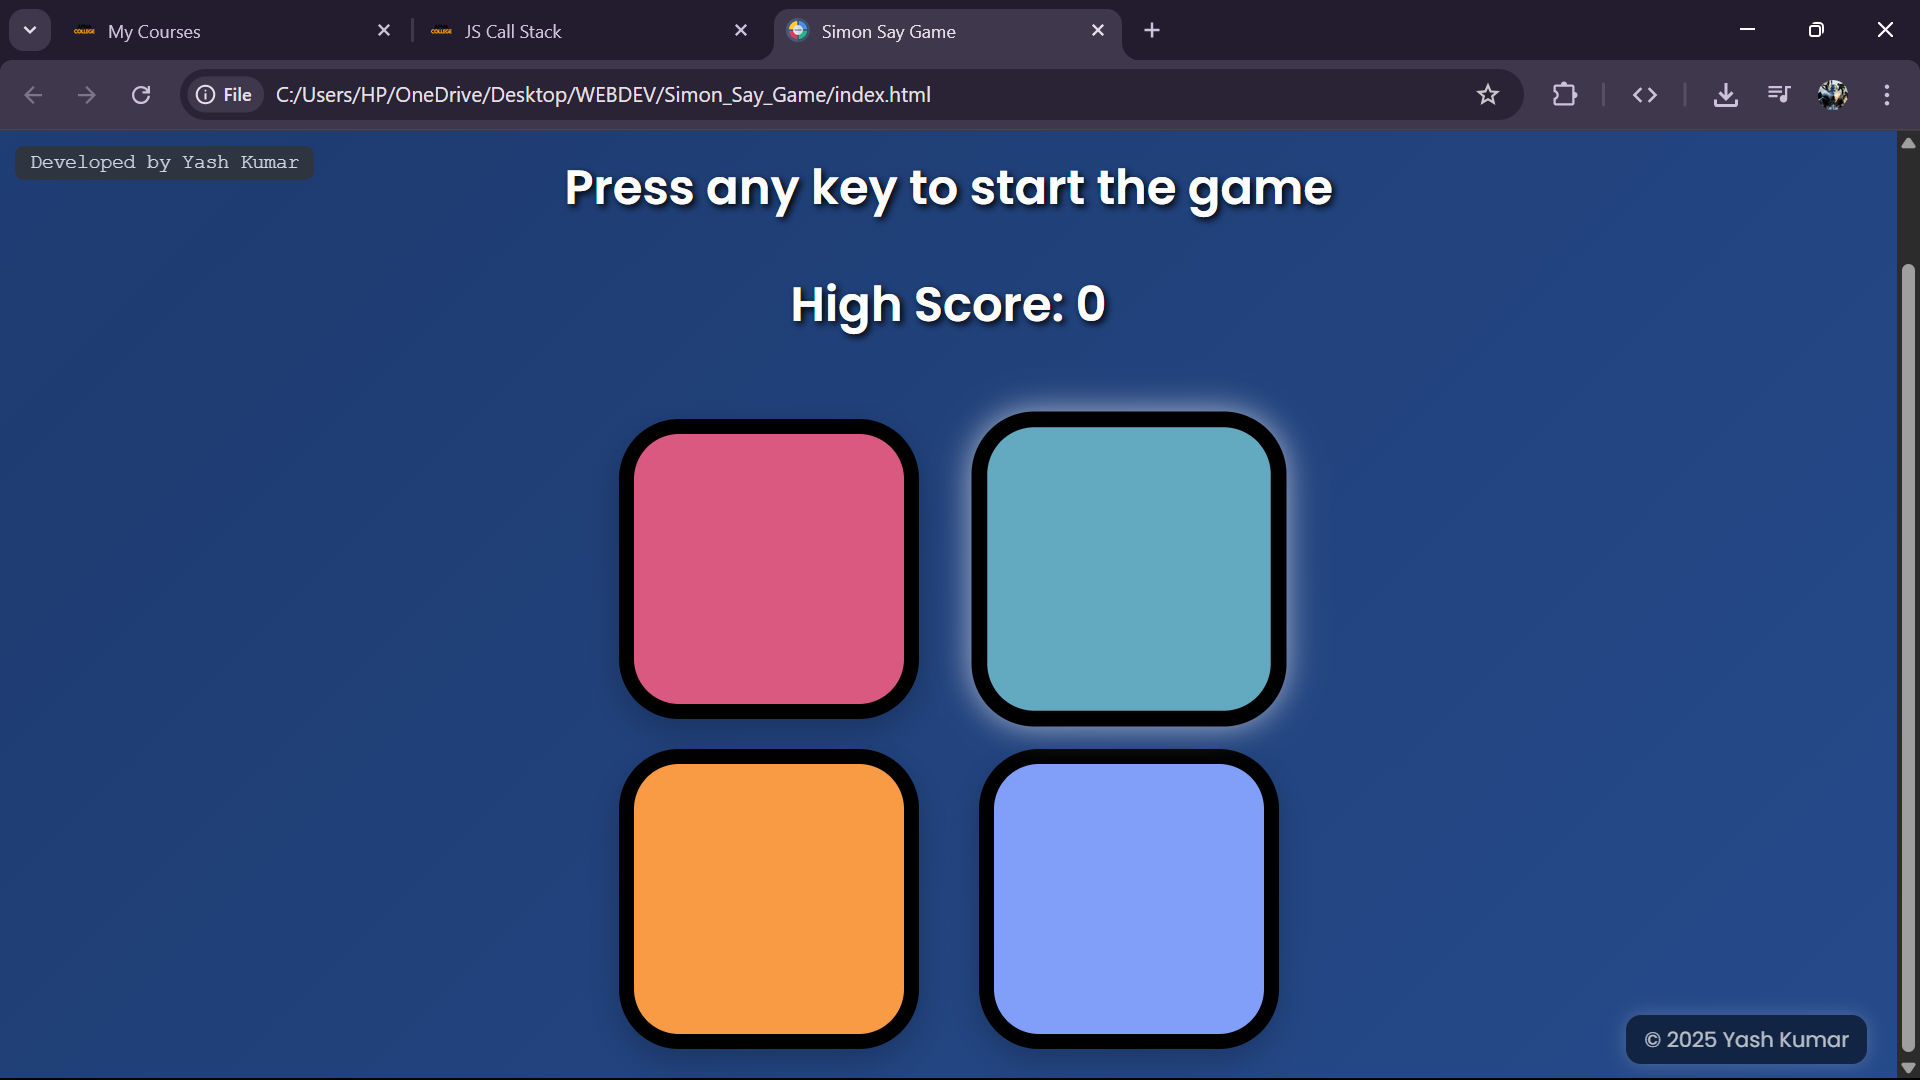 My Courses
JS Call Stack
Simon Say Game
File
C:/Users/HP/OneDrive/Desktop/WEBDEV/Simon_Say_Game/index.html
Developed by Yash Kumar
Press any key to start the game
High Score: 0
© 2025 Yash Kumar